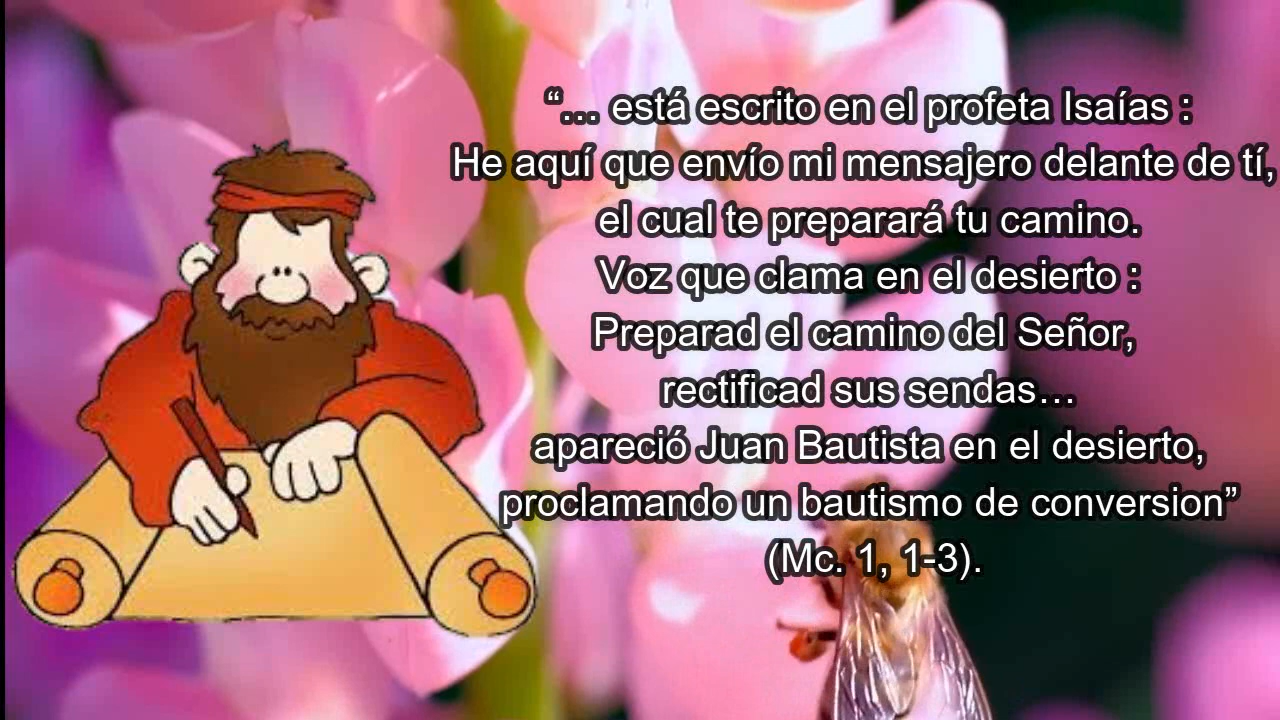 “… está escrito en el profeta Isaías :
He aquí que envío mi mensajero delante de tí,
el cual te preparará tu camino.
Voz que clama en el desierto :
Preparad el camino del Señor,
rectificad sus sendas…
apareció Juan Bautista en el desierto,
proclamando un bautismo de conversion”
(Mc. 1, 1-3).